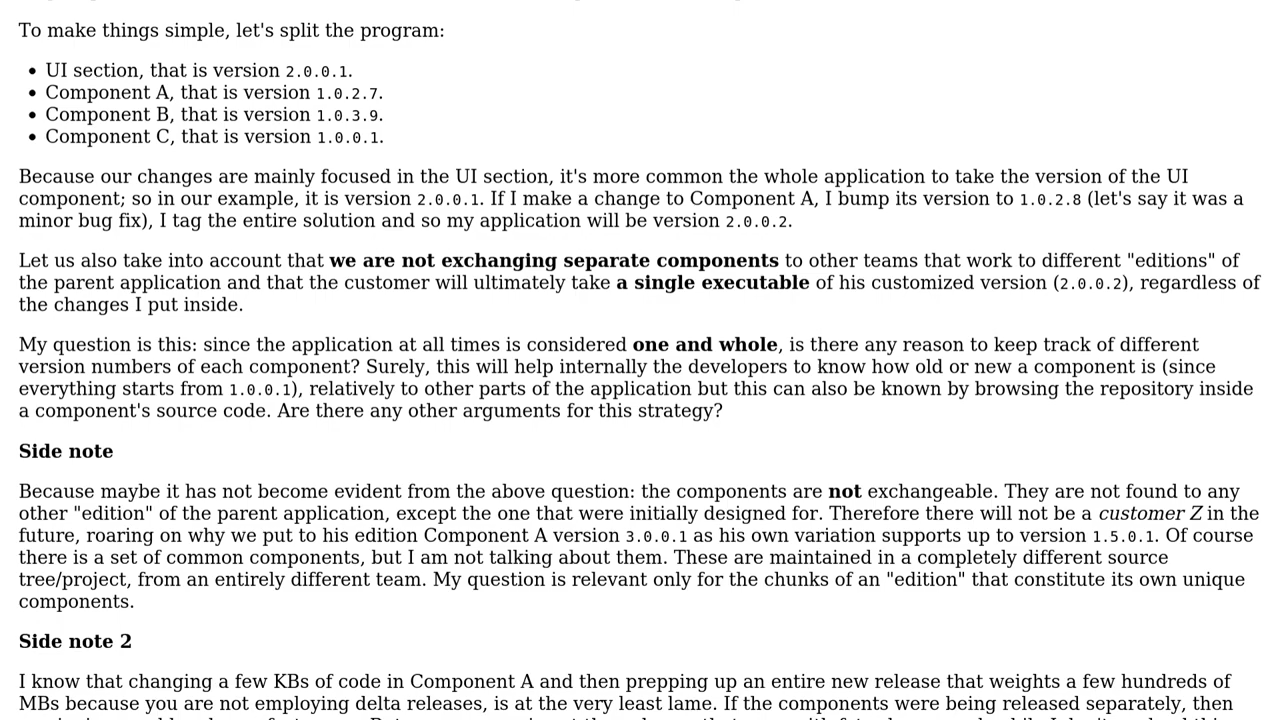 To make things simple, let's split the program:
• UI section, that is version 2.0.0.1.
• Component A, that is version 1.0.2.7.
• Component B, that is version 1.0.3.9.
• Component C, that is version 1.0.0.1.
Because our changes are mainly focused in the UI section, it's more common the whole application to take the version of the UI
component; so in our example, it is version 2.0.0.1. If I make a change to Component A, I bump its version to 1.0.2.8 (let's say it was a
minor bug fix), I tag the entire solution and so my application will be version 2.0.0.2.
Let us also take into account that we are not exchanging separate components to other teams that work to different "editions" of
the parent application and that the customer will ultimately take a single executable of his customized version (2.0.0.2), regardless of
the changes I put inside.
My question is this: since the application at all times is considered one and whole, is there any reason to keep track of different
version numbers of each component? Surely, this will help internally the developers to know how old or new a component is (since
everything starts from 1.0.0.1), relatively to other parts of the application but this can also be known by browsing the repository inside
a component's source code. Are there any other arguments for this strategy?
Side note
Because maybe it has not become evident from the above question: the components are not exchangeable. They are not found to any
other "edition" of the parent application, except the one that were initially designed for. Therefore there will not be a customer Z in the
future, roaring on why we put to his edition Component A version 3.0.0.1 as his own variation supports up to version 1.5.0.1. Of course
there is a set of common components, but I am not talking about them. These are maintained in a completely different source
tree/project, from an entirely different team. My question is relevant only for the chunks of an "edition" that constitute its own unique
components.
Side note 2
I know that changing a few KBs of code in Component A and then prepping up an entire new release that weights a few hundreds of
MBs because you are not employing delta releases, is at the very least lame. If the components were being released separately, then